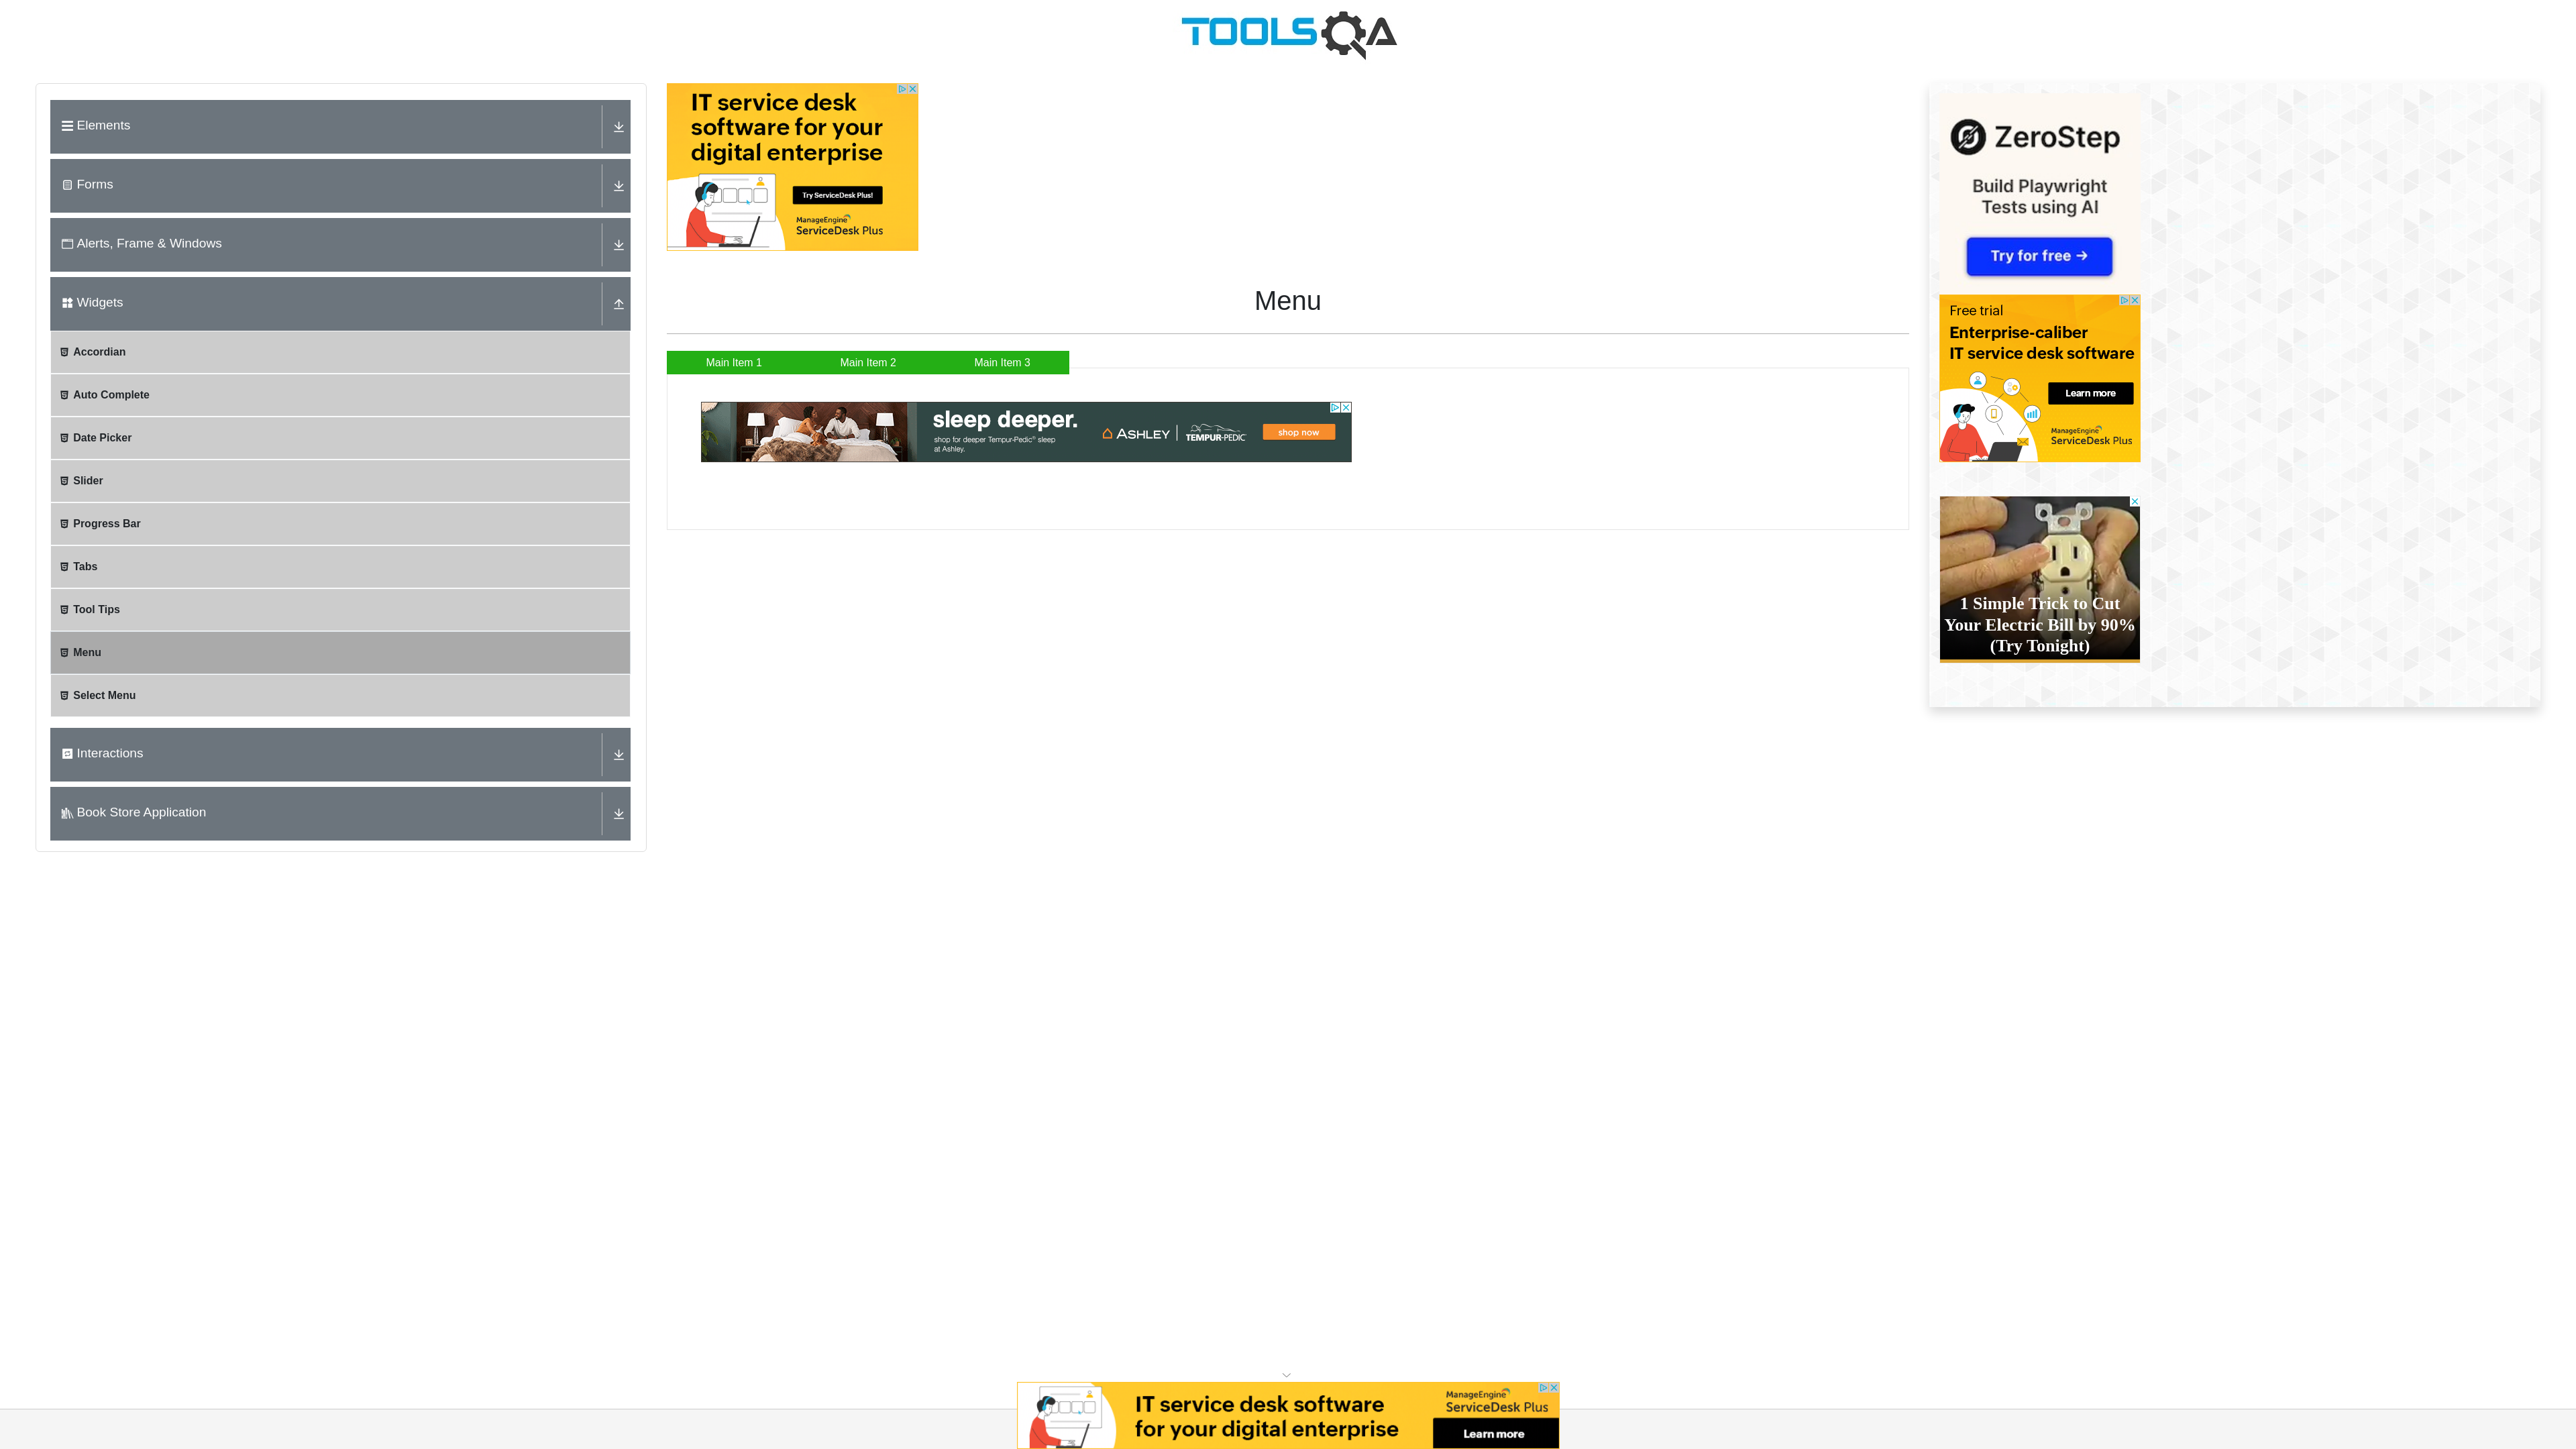 TOOLSQA
Elements
Forms
Alerts, Frame & Windows
Widgets
Accordian
Auto Complete
Date Picker
Slider
Progress Bar
Tabs
Tool Tips
Menu
Select Menu
Interactions
Book Store Application
IT service desk
software for your
digital enterprise
Try ServiceDesk Plus!
ManageEngine
ServiceDesk Plus
Menu
Main Item 1
Main Item 2
Main Item 3
sleep deeper.
shop for deeper Tempur-Pedic® sleep
at Ashley.
ASHLEY
TEMPUR-PEDIC
shop now
ZeroStep
Build Playwright
Tests using AI
Try for free →
Free trial
Enterprise-caliber
IT service desk software
Learn more
ManageEngine
ServiceDesk Plus
1 Simple Trick to Cut
Your Electric Bill by 90%
(Try Tonight)
IT service desk software
for your digital enterprise
ManageEngine
ServiceDesk Plus
Learn more